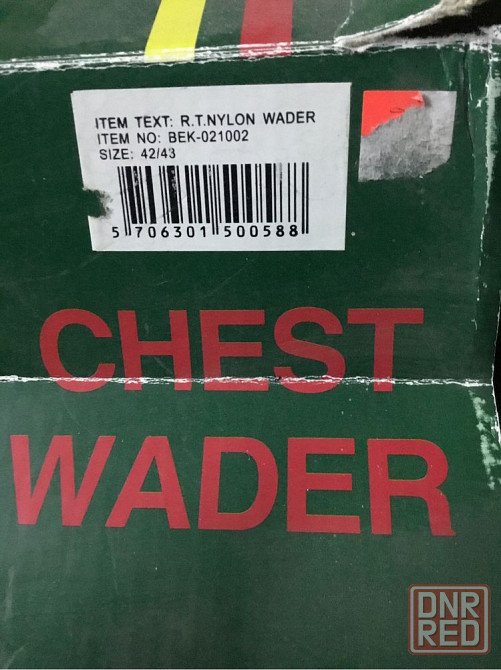 ITEM TEXT: R.T.NYLON WADER
ITEM NO: BEK-021002
SIZE: 42/43
5 706301 500588
CHEST
WADER
DNR
RED